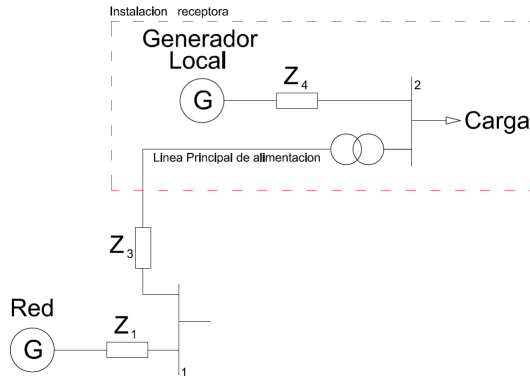 Instalacion receptora
Generador
Local
G
Z4
2
Carga
Linea Principal de alimentacion
Z3
Red
G
Z1
1